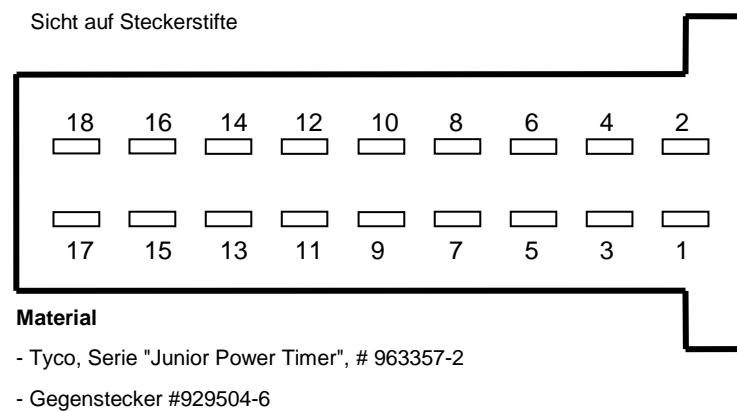 Sicht auf Steckerstifte
18 16 14 12 10 8 6 4 2
17 15 13 11 9 7 5 3 1
Material
- Tyco, Serie "Junior Power Timer", # 963357-2
- Gegenstecker #929504-6